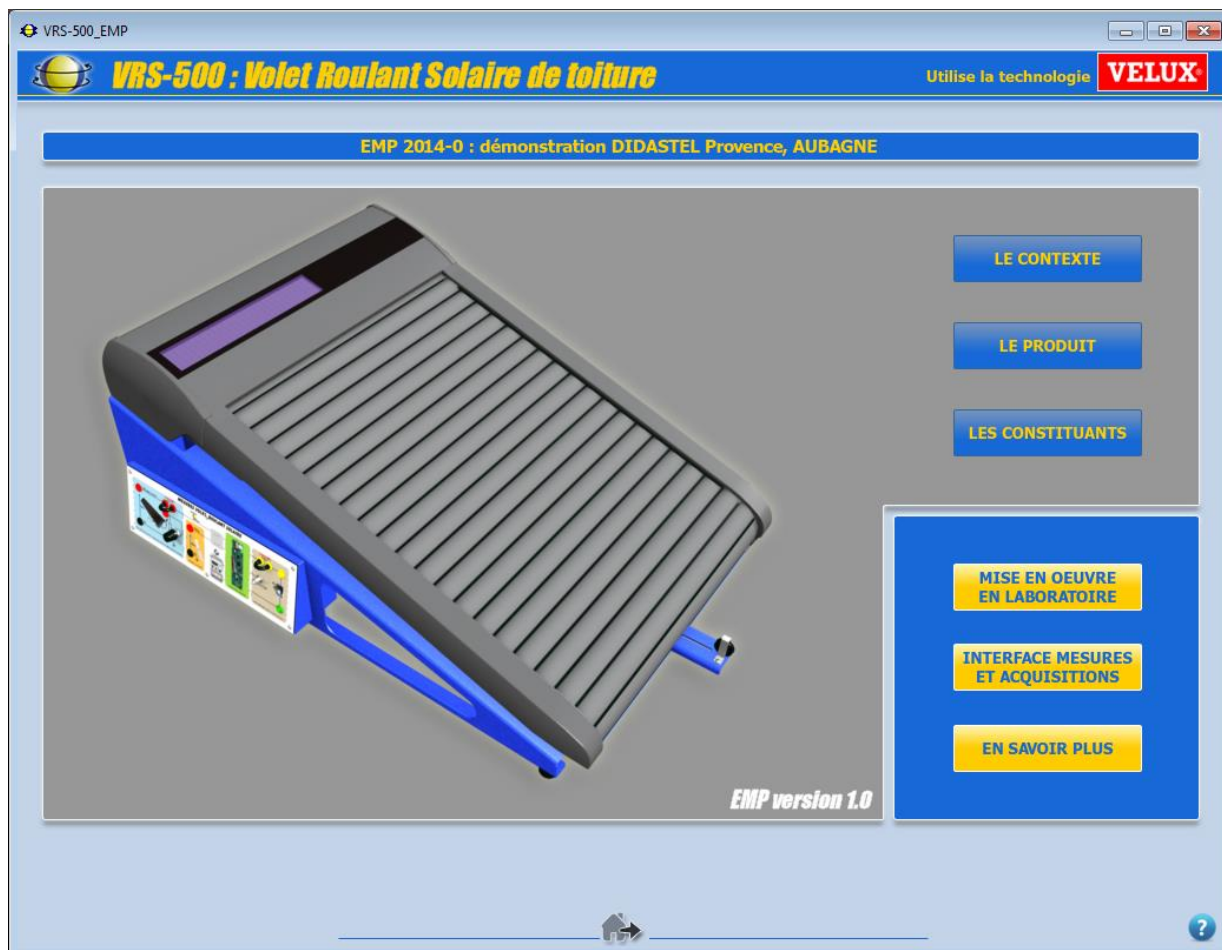 VRS-500_EMP
VRS-500 : Volet Roulant Solaire de toiture
Utilise la technologie VELUX
EMP 2014-0 : démonstration DIDASTEL Provence, AUBAGNE
LE CONTEXTE
LE PRODUIT
LES CONSTITUANTS
MISE EN OEUVRE
EN LABORATOIRE
INTERFACE MESURES
ET ACQUISITIONS
EN SAVOIR PLUS
EMP version 1.0
?